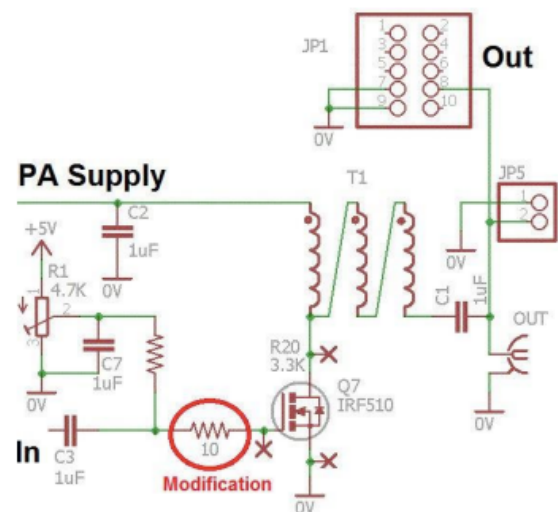 JP1
1 2
3 4
5 6
7 8
9 10
Out
0V
PA Supply
T1
JP5
1
2
+5V
C2
1uF
0V
R1
4.7K
1
2
3
C7
1uF
0V
C1
1uF
OUT
0V
R20
3.3K
Q7
IRF510
In
C3
1uF
10
Modification
0V
0V